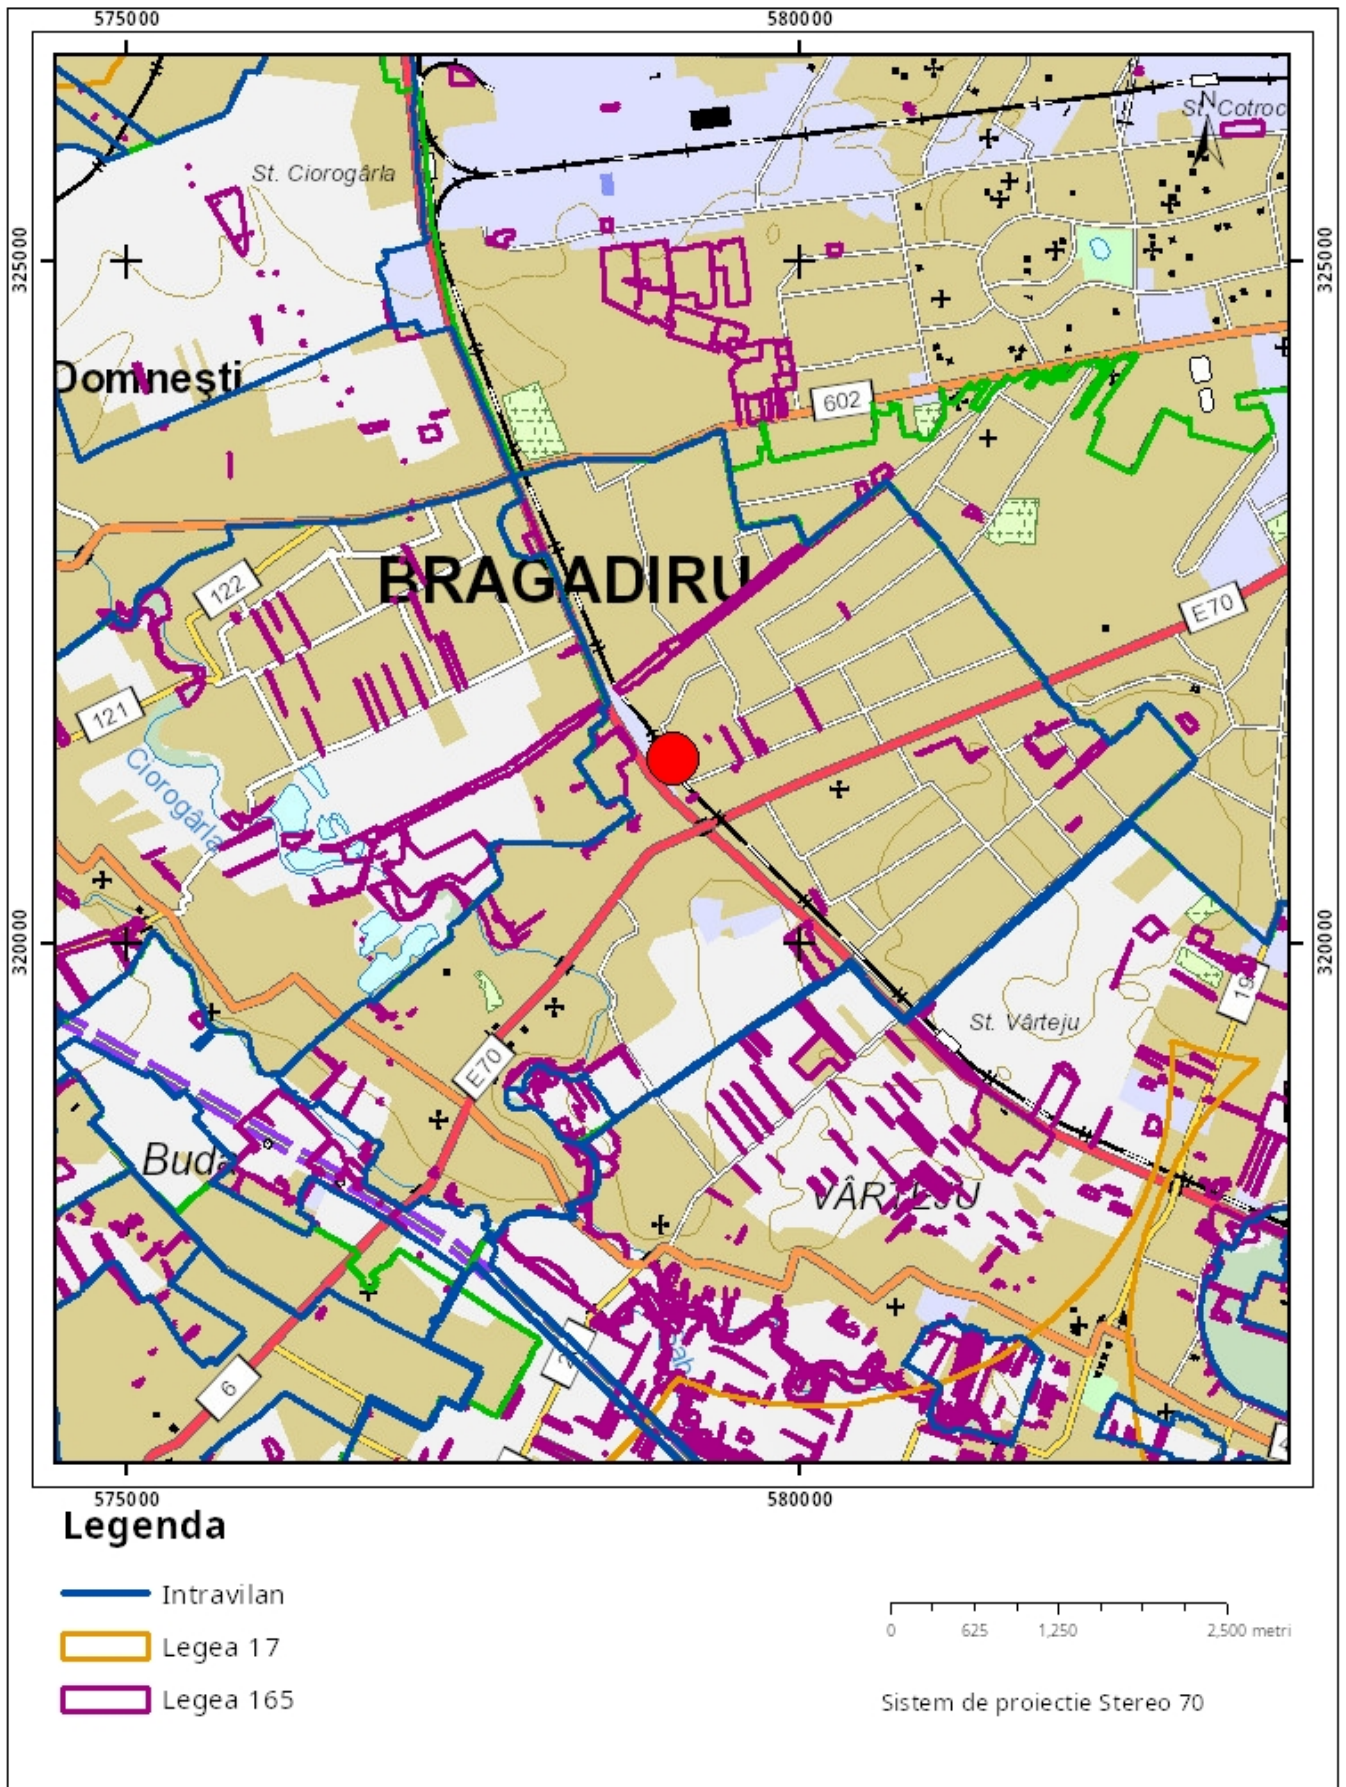 575000
580000
St. Cotroc
N
St. Ciorogârla
325000
325000
Domneşti
602
BRAGADIRU
122
E70
121
Ciorogârla
320000
320000
19
St. Vârteju
E70
Buda
VÂRTEJU
6
575000
580000
Legenda
Intravilan
Legea 17
Legea 165
0 625 1,250 2,500 metri
Sistem de proiectie Stereo 70